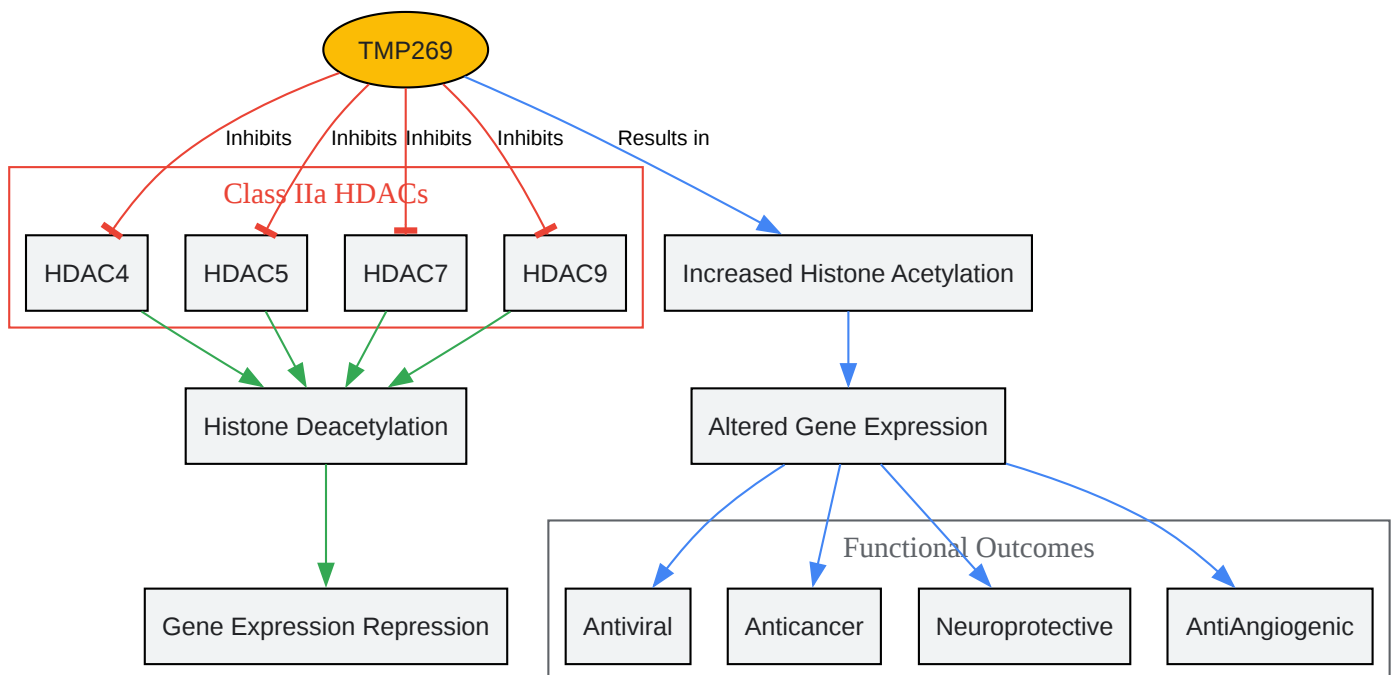 TMP269
Inhibits Inhibits Inhibits Inhibits Results in
Class IIa HDACs
HDAC4 HDAC5 HDAC7 HDAC9 Increased Histone Acetylation
Histone Deacetylation Altered Gene Expression
Functional Outcomes
Gene Expression Repression Antiviral Anticancer Neuroprotective AntiAngiogenic